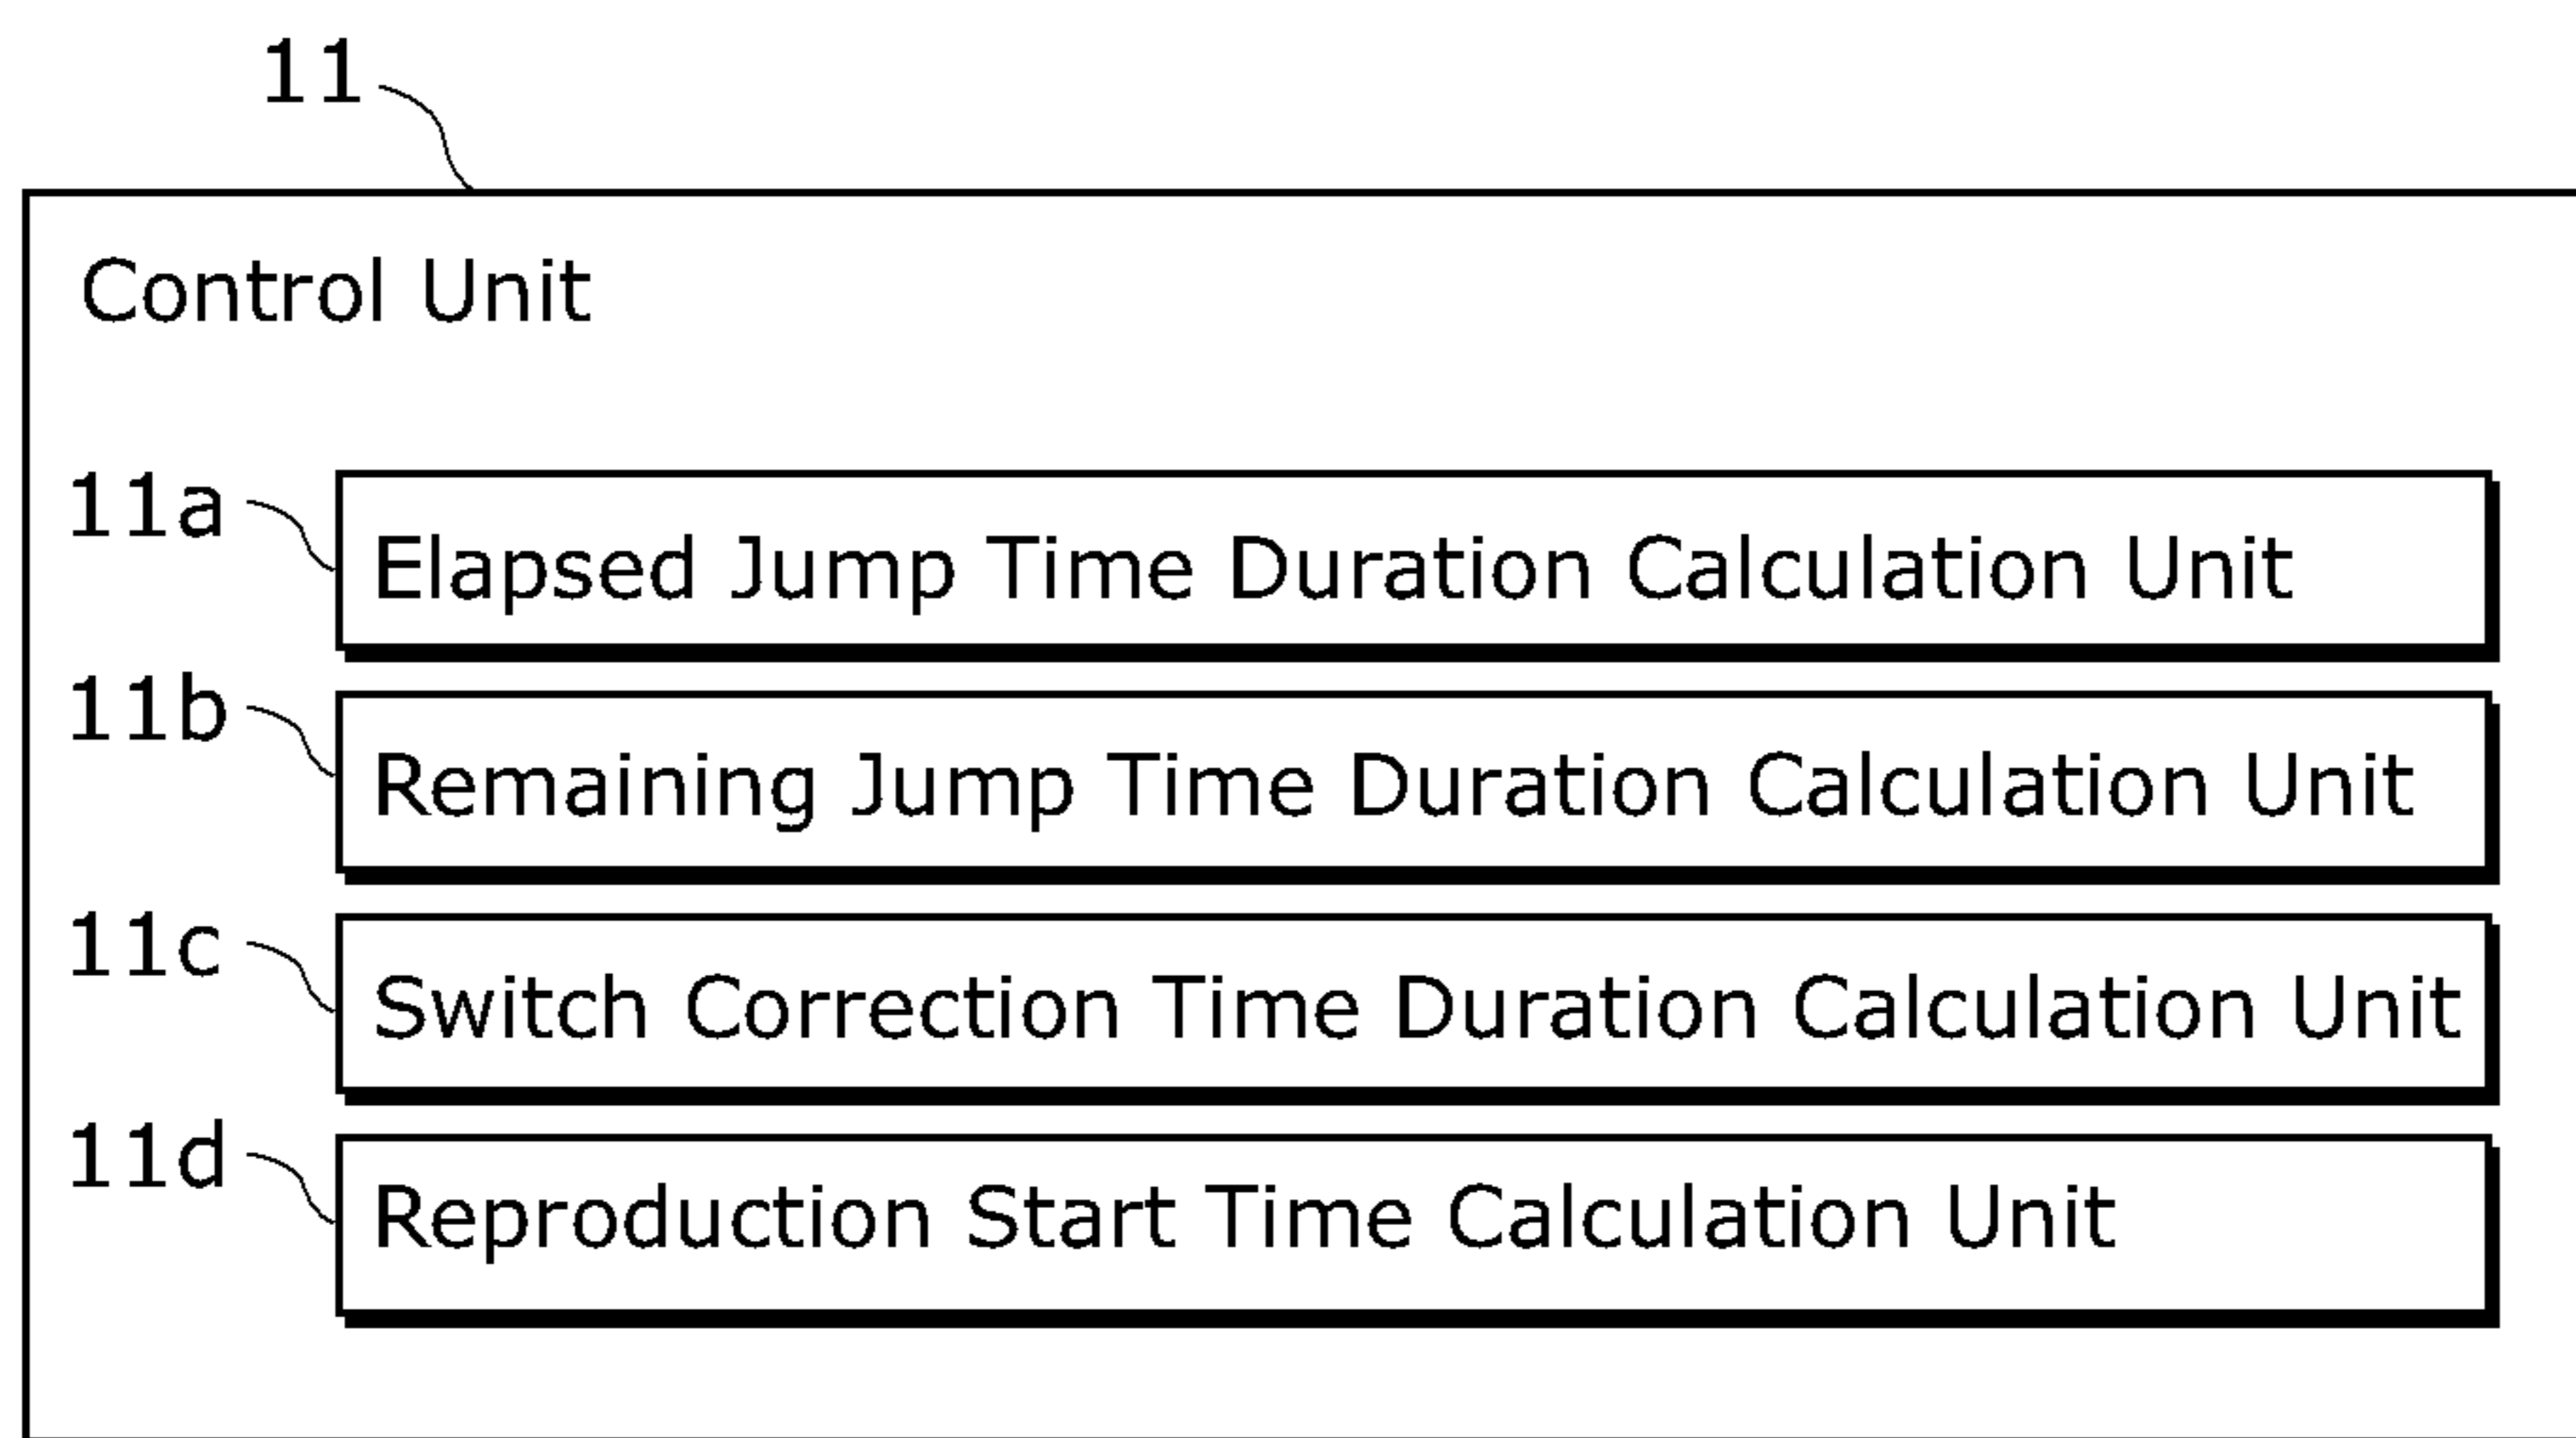 11
Control Unit
11a
Elapsed Jump Time Duration Calculation Unit
11b
Remaining Jump Time Duration Calculation Unit
11c
Switch Correction Time Duration Calculation Unit
11d
Reproduction Start Time Calculation Unit